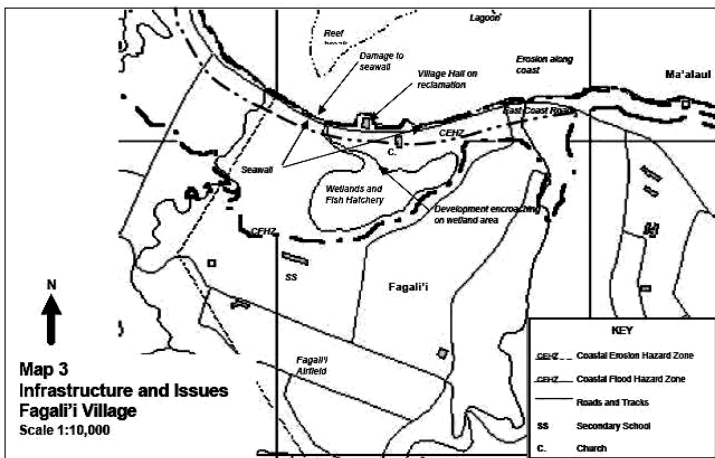 Lagoon
Reef
Damage to
seawall
Village Hall on
reclamation
Erosion along
coast
Ma'alauI
East Coast Road
CEHZ
C.
Seawall
Wetlands and
Fish Hatchery
Development encroaching
on wetland area
CFHZ
SS
Fagali'i
Fagali'i
Airfield
N
Map 3
Infrastructure and Issues
Fagali'i Village
Scale 1:10,000
KEY
CEHZ Coastal Erosion Hazard Zone
CFHZ Coastal Flood Hazard Zone
Roads and Tracks
SS Secondary School
C. Church